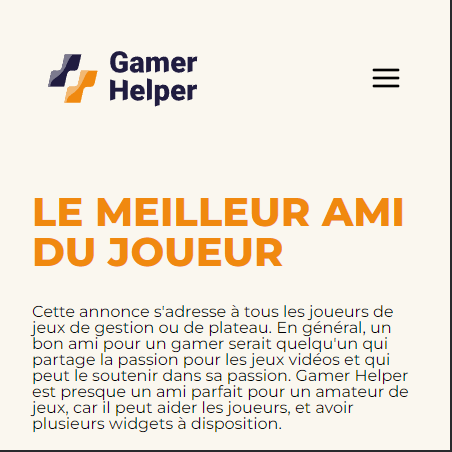 Gamer
Helper
LE MEILLEUR AMI
DU JOUEUR
Cette annonce s'adresse à tous les joueurs de
jeux de gestion ou de plateau. En général, un
bon ami pour un gamer serait quelqu'un qui
partage la passion pour les jeux vidéos et qui
peut le soutenir dans sa passion. Gamer Helper
est presque un ami parfait pour un amateur de
jeux, car il peut aider les joueurs, et avoir
plusieurs widgets à disposition.